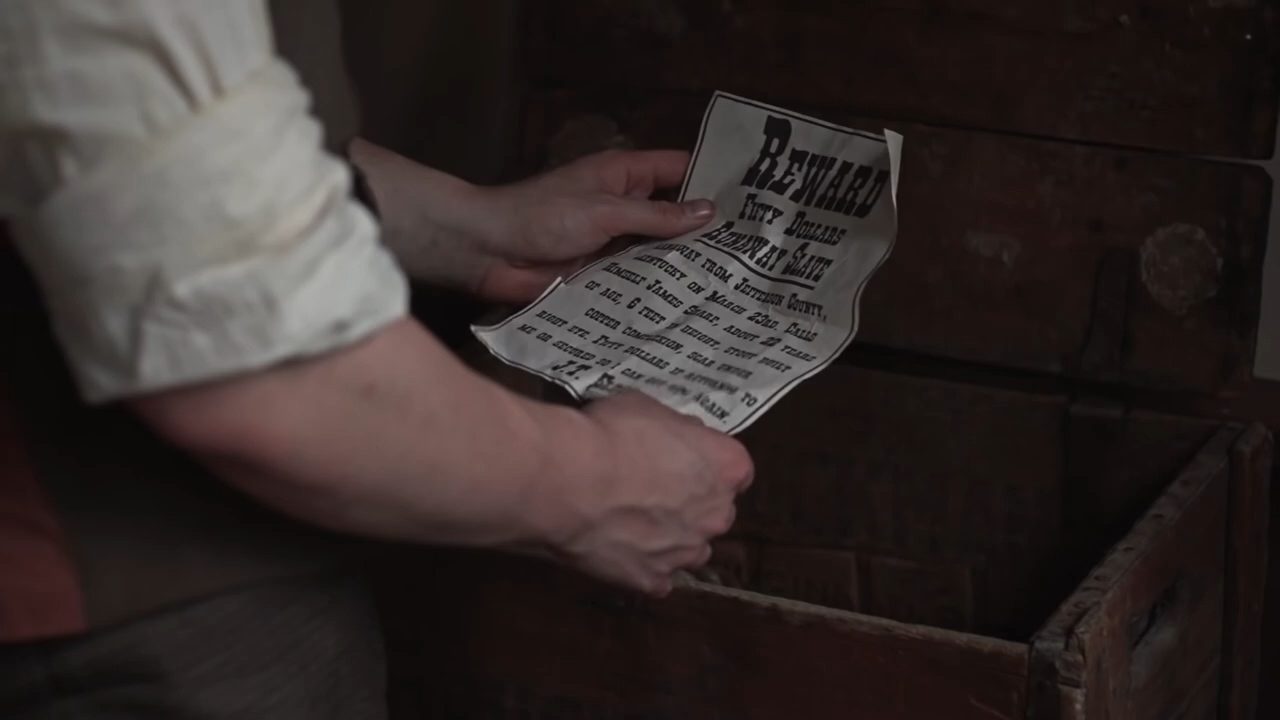 REWARD
FIFTY DOLLARS
RUNAWAY SLAVE
RUNAWAY FROM JEFFERSON COUNTY,
KENTUCKY ON MARCH 23RD. CALLS
HIMSELF JAMES, ABOUT 22 YEARS
OF AGE, 6 FEET HEIGHT, STOUT BUILT
COPPER COMPLEXION, SCAR UNDER
RIGHT EYE. FIFTY DOLLARS IF RETURNED TO
ME OR SECURED SO I CAN GET HIM AGAIN.
J.T.